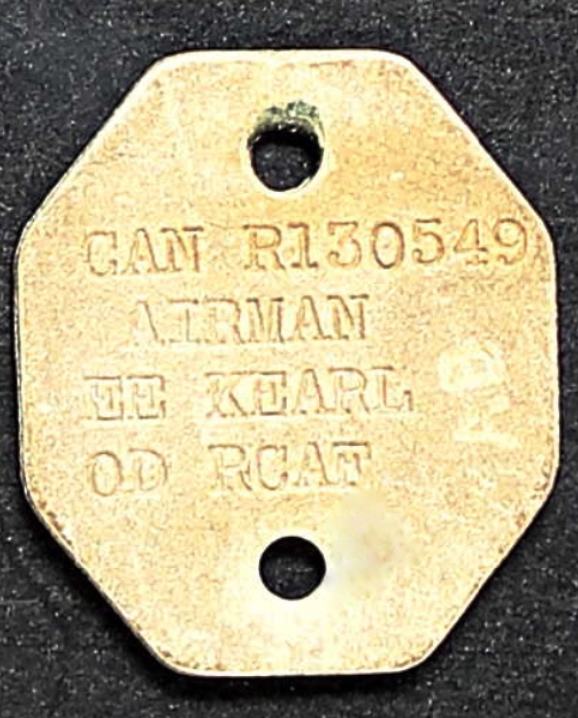 CAN R130549
AIRMAN
EE KEARL
OD RCAF